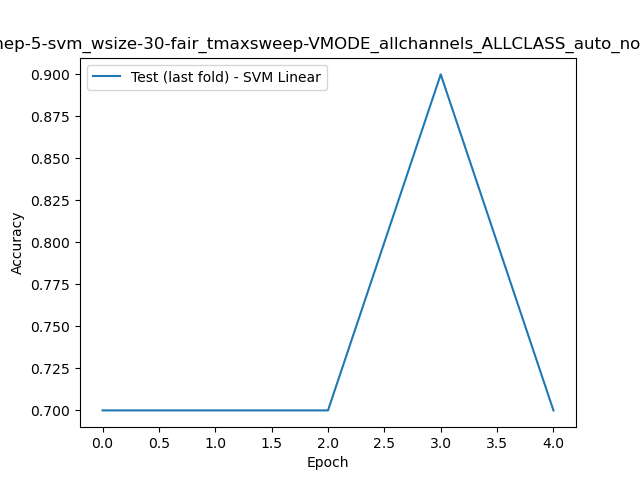 nep-5-svm_wsize-30-fair_tmaxsweep-VMODE_allchannels_ALLCLASS_auto_no
Test (last fold) - SVM Linear
0.900
0.875
0.850
0.825
0.800
0.775
0.750
0.725
0.700
Accuracy
0.0 0.5 1.0 1.5 2.0 2.5 3.0 3.5 4.0
Epoch